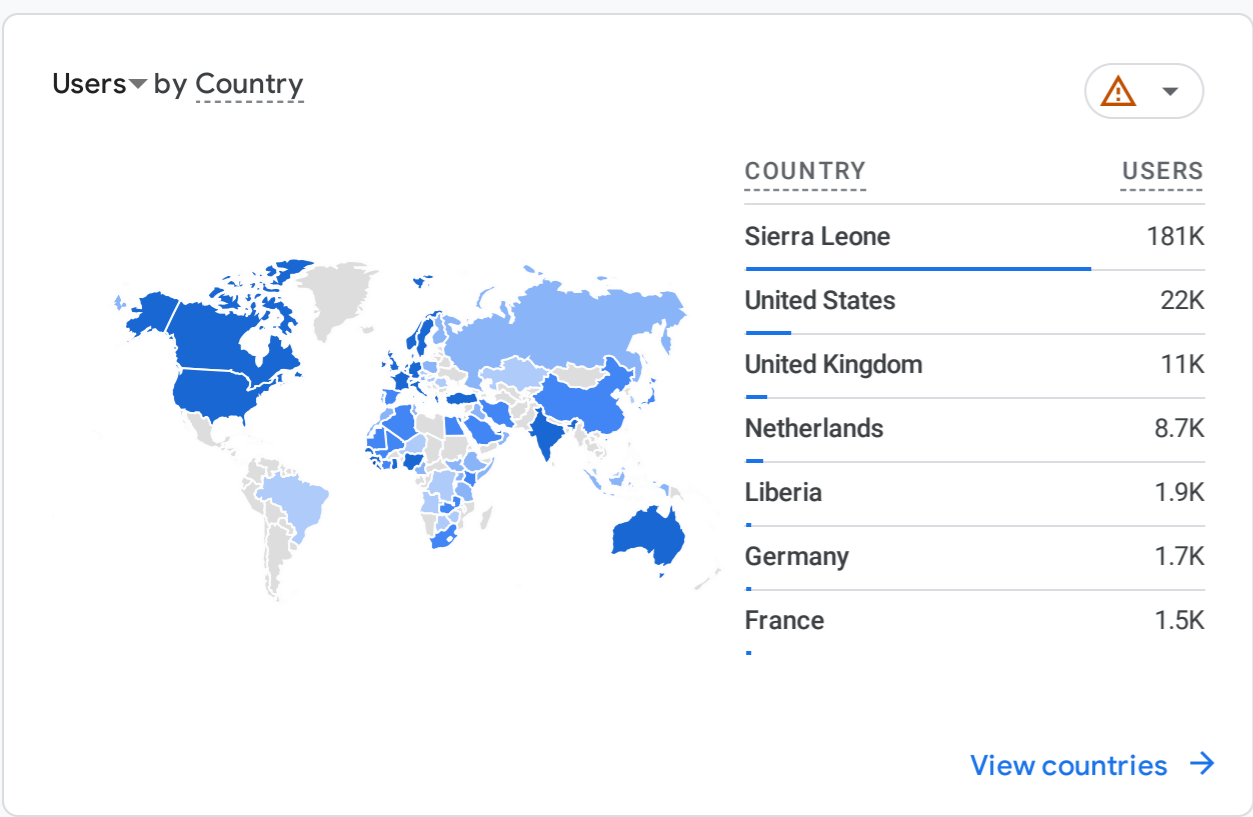 Users by Country
COUNTRY USERS
Sierra Leone 181K
United States 22K
United Kingdom 11K
Netherlands 8.7K
Liberia 1.9K
Germany 1.7K
France 1.5K
View countries